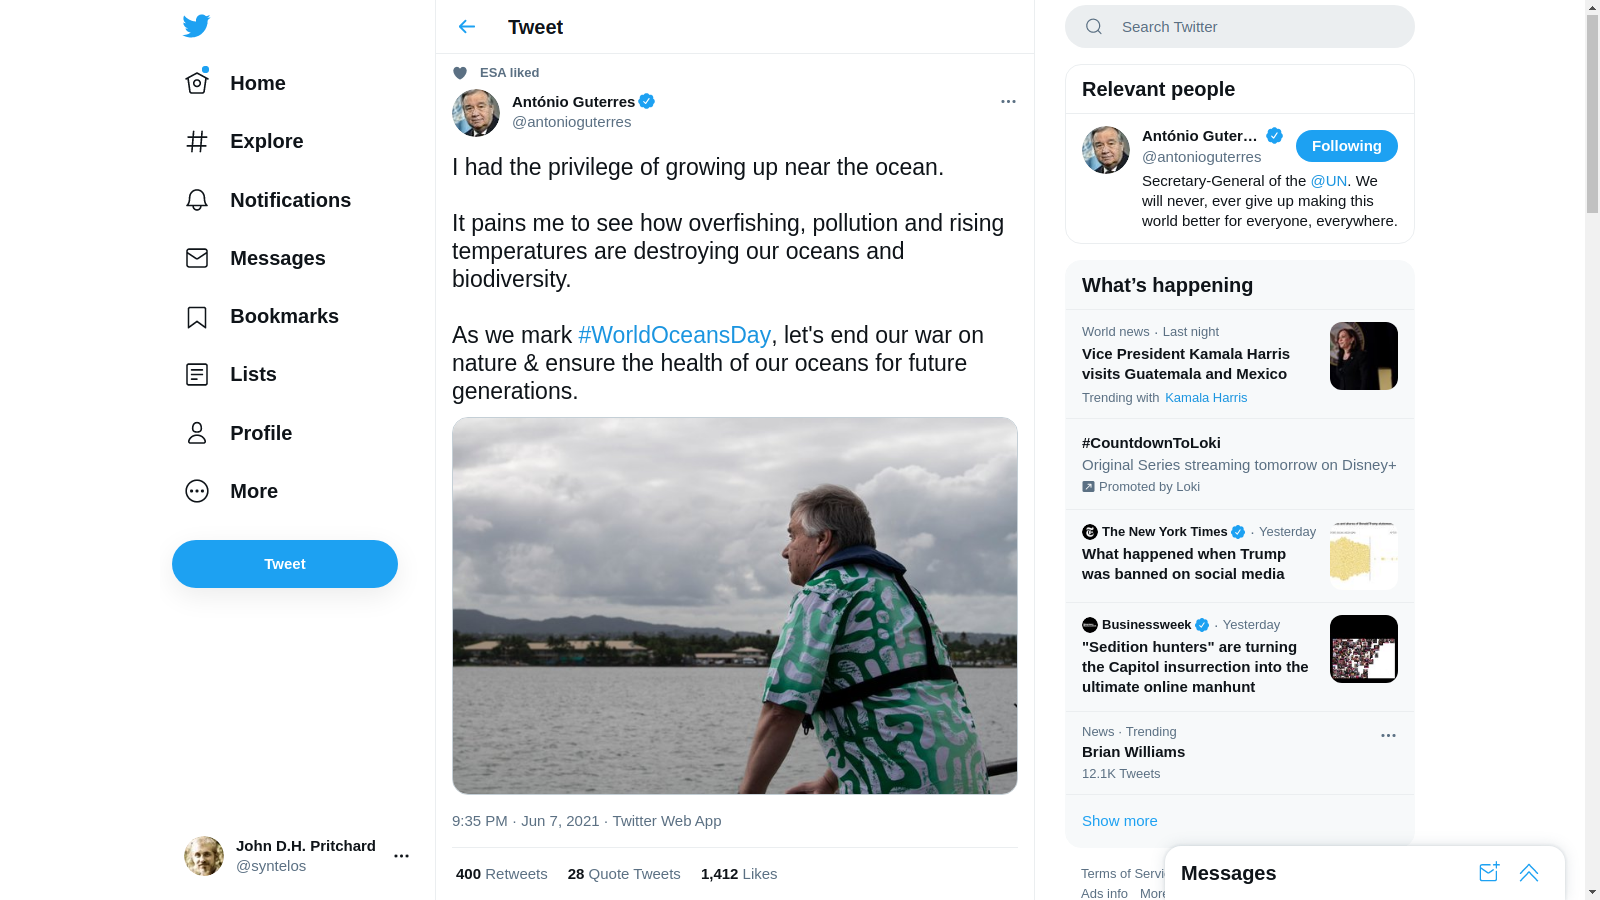 Home
Explore
Notifications
Messages
Bookmarks
Lists
Profile
More
Tweet
John D.H. Pritchard
@syntelos
Tweet
ESA liked
António Guterres
@antonioguterres
I had the privilege of growing up near the ocean.
It pains me to see how overfishing, pollution and rising
temperatures are destroying our oceans and
biodiversity.
As we mark #WorldOceansDay, let's end our war on
nature & ensure the health of our oceans for future
generations.
9:35 PM · Jun 7, 2021 · Twitter Web App
400 Retweets 28 Quote Tweets 1,412 Likes
Search Twitter
Relevant people
António Guter...
@antonioguterres
Following
Secretary-General of the @UN. We
will never, ever give up making this
world better for everyone, everywhere.
What's happening
World news · Last night
Vice President Kamala Harris
visits Guatemala and Mexico
Trending with Kamala Harris
#CountdownToLoki
Original Series streaming tomorrow on Disney+
Promoted by Loki
The New York Times · Yesterday
What happened when Trump
was banned on social media
Businessweek · Yesterday
"Sedition hunters" are turning
the Capitol insurrection into the
ultimate online manhunt
News · Trending
Brian Williams
12.1K Tweets
Show more
Terms of Servi
Ads info More
Messages